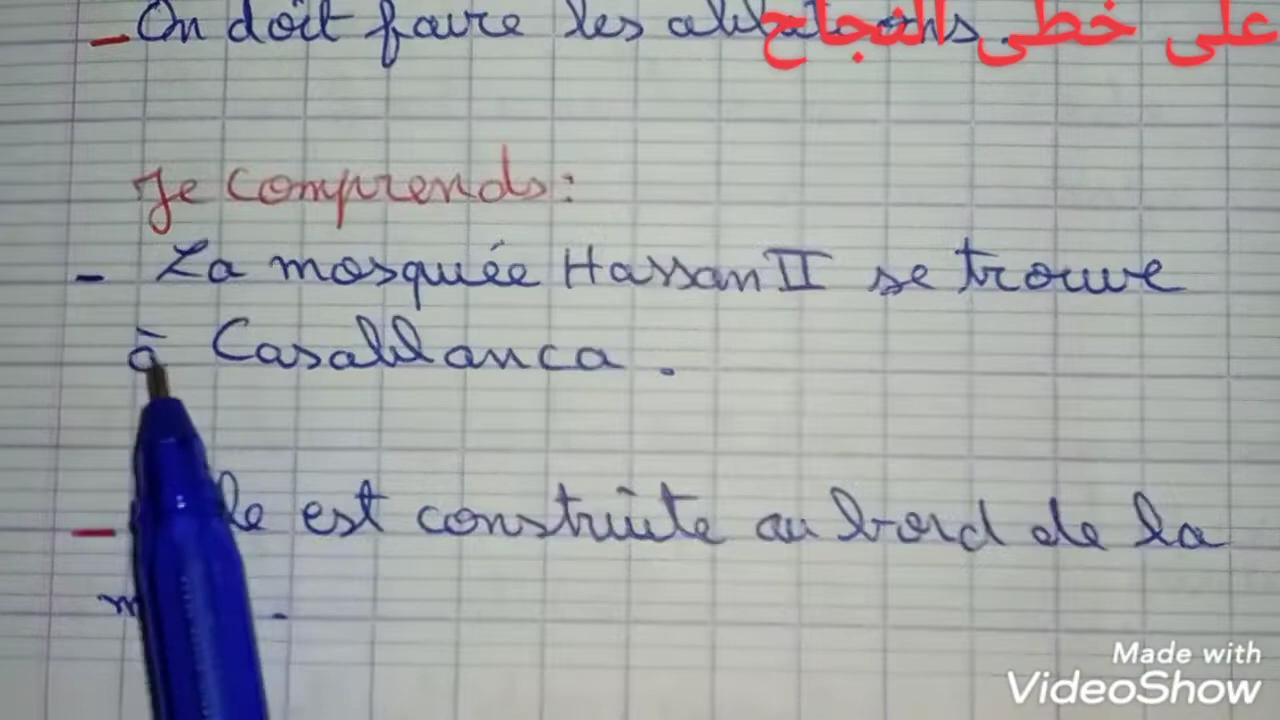 - On doit faire les ablutions.
على خطى النجاح
Je comprends:
- La mosquée Hassan II se trouve
à Casablanca.
- est construite au bord de la
Made with
VideoShow